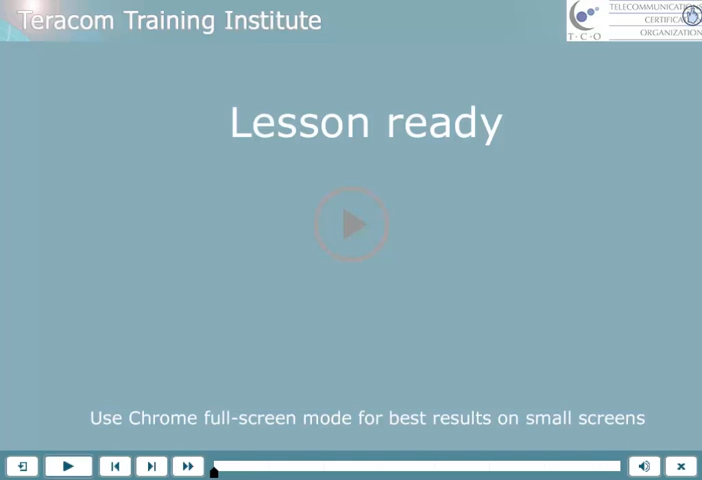 Teracom Training Institute
TELECOMMUNICATIONS
CERTIFICATION
ORGANIZATION
T·C·O
Lesson ready
Use Chrome full-screen mode for best results on small screens